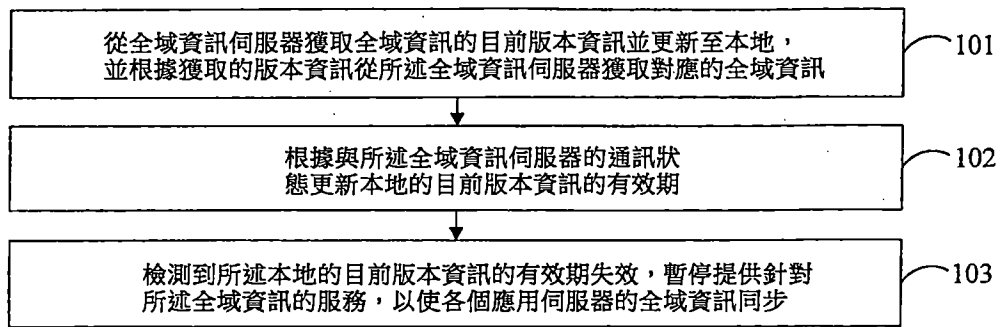 從全域資訊伺服器獲取全域資訊的目前版本資訊並更新至本地，
並根據獲取的版本資訊從所述全域資訊伺服器獲取對應的全域資訊
101
根據與所述全域資訊伺服器的通訊狀
態更新本地的目前版本資訊的有效期
102
檢測到所述本地的目前版本資訊的有效期失效，暫停提供針對
所述全域資訊的服務，以使各個應用伺服器的全域資訊同步
103